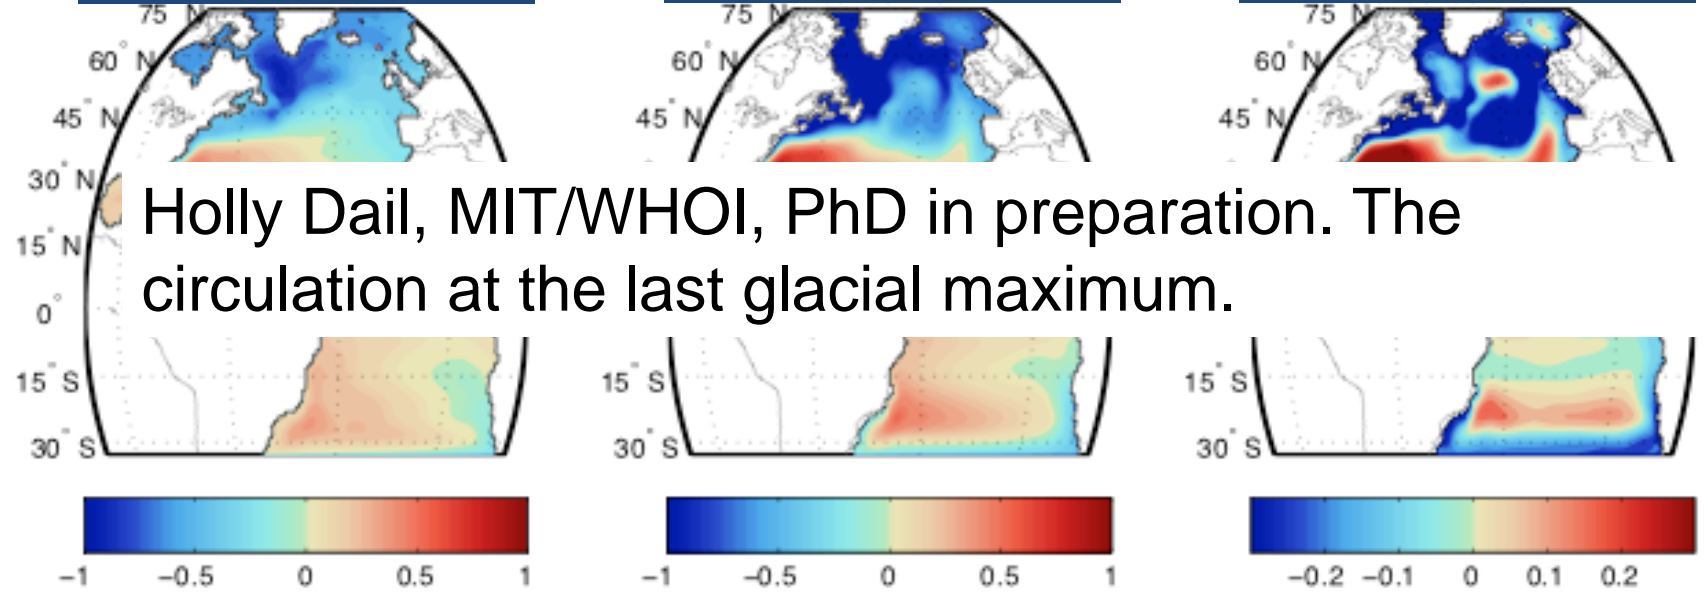 75° N 75° N 75° N
60° N 60° N 60° N
45° N 45° N 45° N
30° N
Holly Dail, MIT/WHOI, PhD in preparation. The
15° N
circulation at the last glacial maximum.
0°
15° S 15° S 15° S
30° S 30° S 30° S
−1 −0.5 0 0.5 1 −1 −0.5 0 0.5 1 −0.2 −0.1 0 0.1 0.2